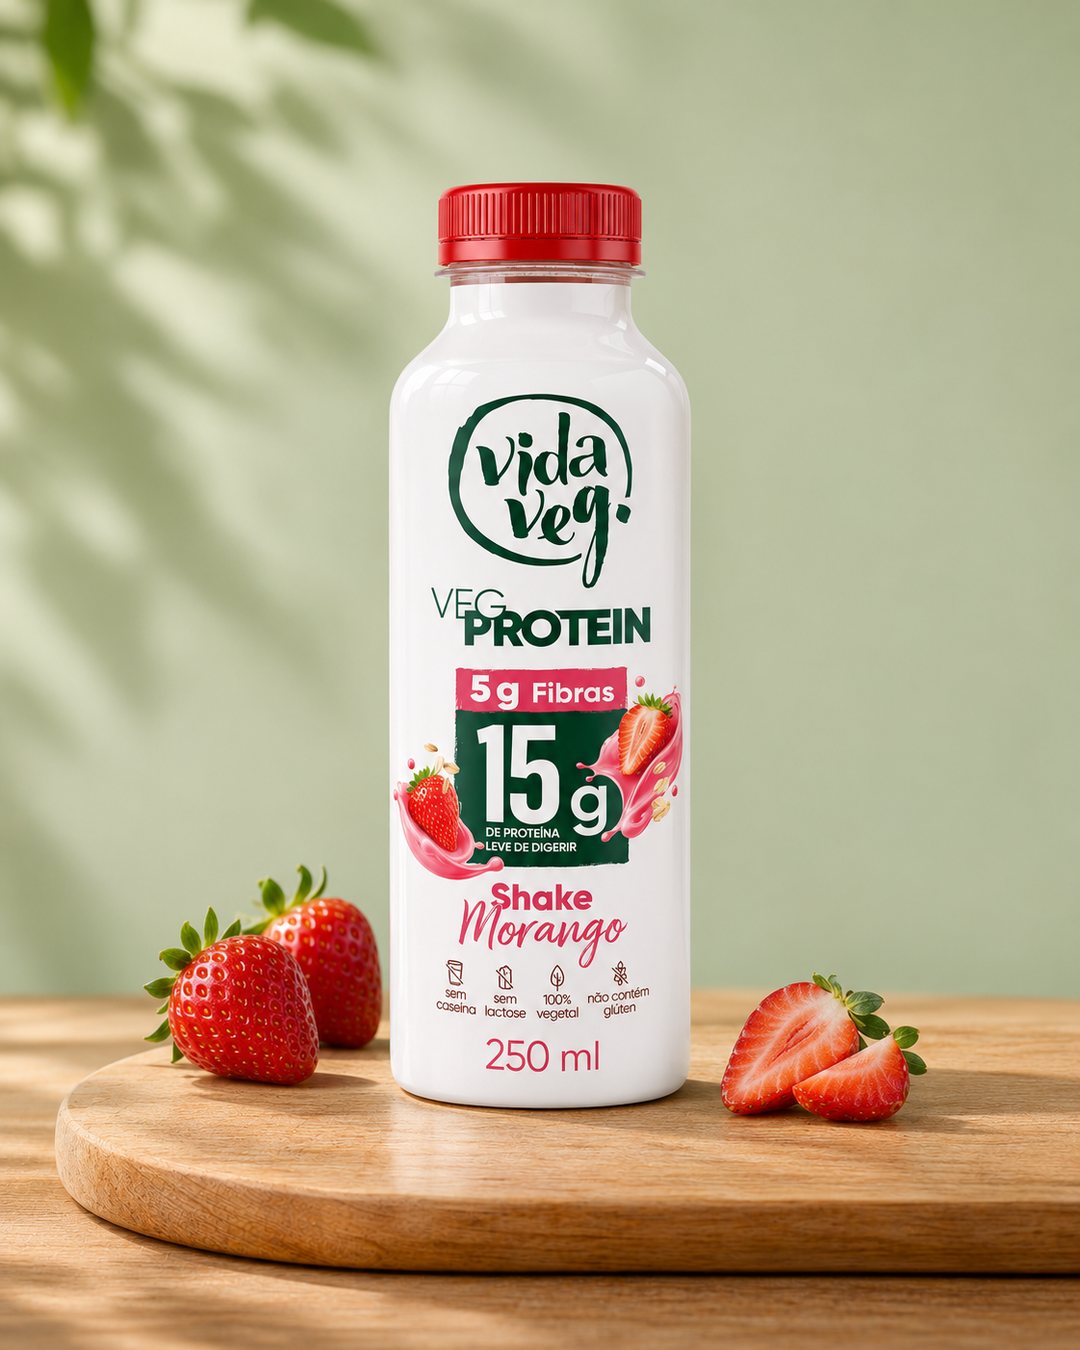 vida
veg.
VEG
PROTEIN
5g Fibras
15g
DE PROTEÍNA
LEVE DE DIGERIR
Shake
Morango
sem
caseína
sem
lactose
100%
vegetal
não contém
glúten
250 ml